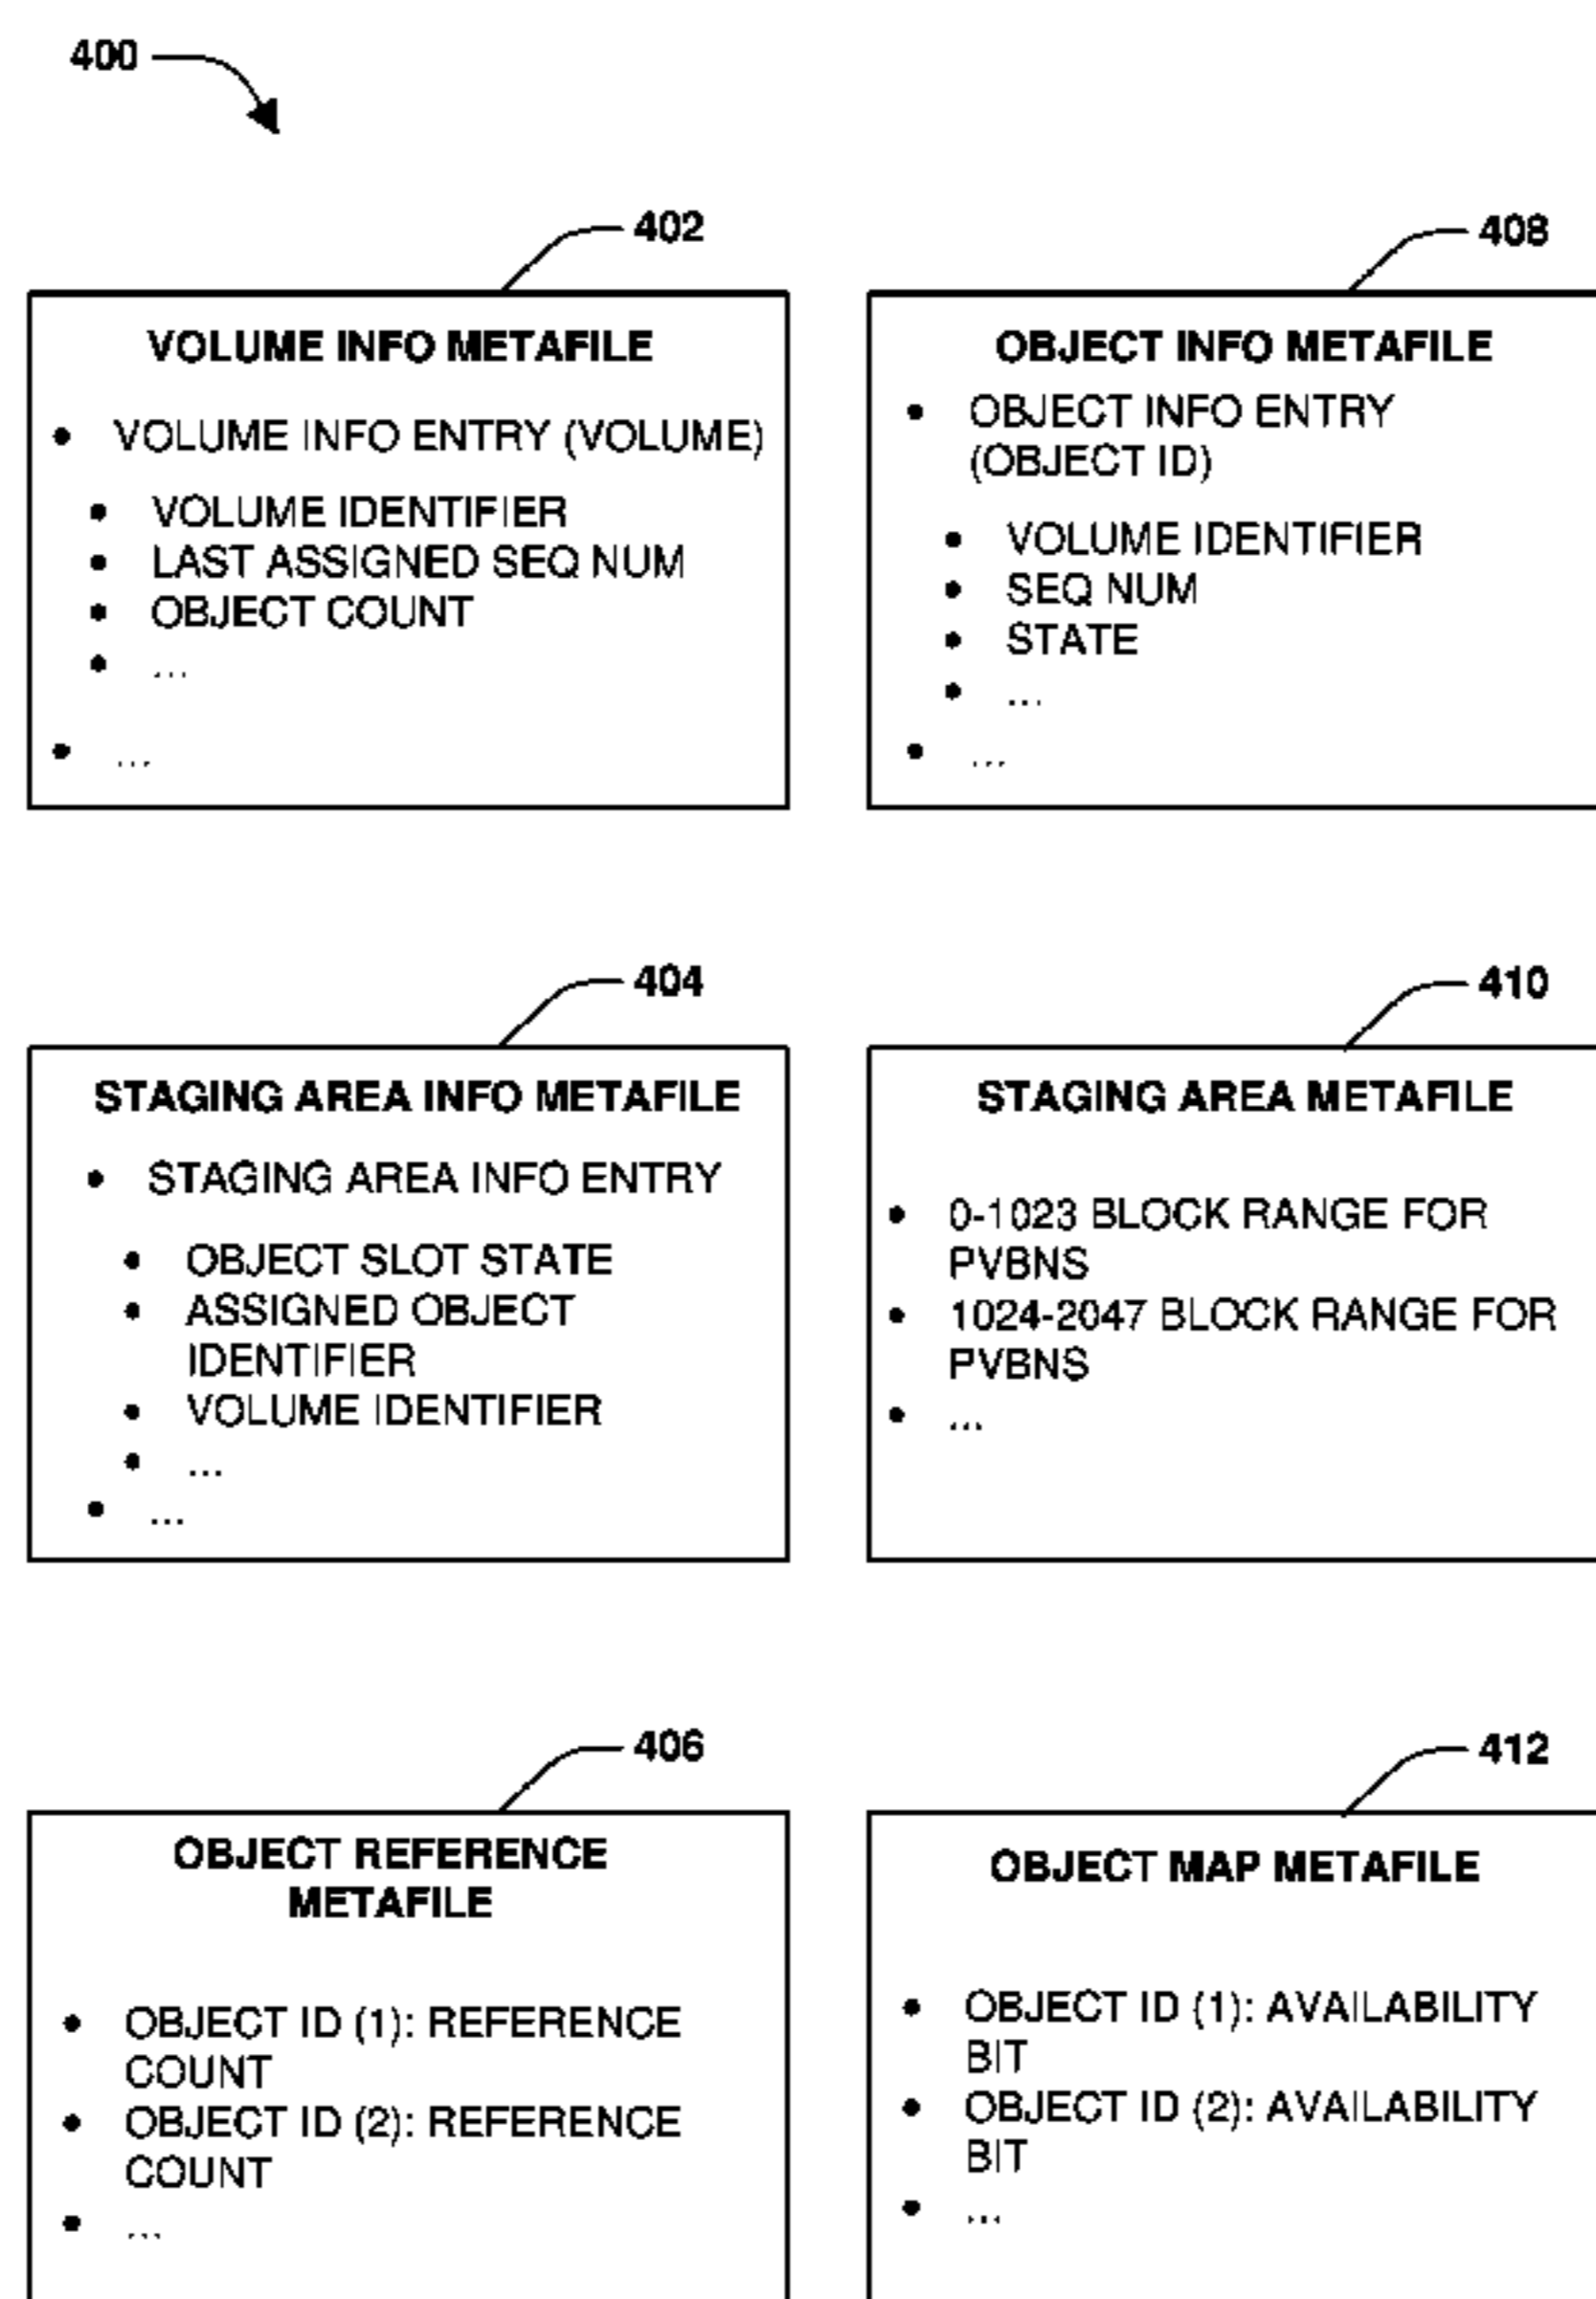 400
402
VOLUME INFO METAFILE
• VOLUME INFO ENTRY (VOLUME)
• VOLUME IDENTIFIER
• LAST ASSIGNED SEQ NUM
• OBJECT COUNT
• ...
• ...
408
OBJECT INFO METAFILE
• OBJECT INFO ENTRY
(OBJECT ID)
• VOLUME IDENTIFIER
• SEQ NUM
• STATE
• ...
• ...
404
STAGING AREA INFO METAFILE
• STAGING AREA INFO ENTRY
• OBJECT SLOT STATE
• ASSIGNED OBJECT
IDENTIFIER
• VOLUME IDENTIFIER
• ...
• ...
410
STAGING AREA METAFILE
• 0-1023 BLOCK RANGE FOR
PVBNS
• 1024-2047 BLOCK RANGE FOR
PVBNS
• ...
406
OBJECT REFERENCE
METAFILE
• OBJECT ID (1): REFERENCE
COUNT
• OBJECT ID (2): REFERENCE
COUNT
• ...
412
OBJECT MAP METAFILE
• OBJECT ID (1): AVAILABILITY
BIT
• OBJECT ID (2): AVAILABILITY
BIT
• ...